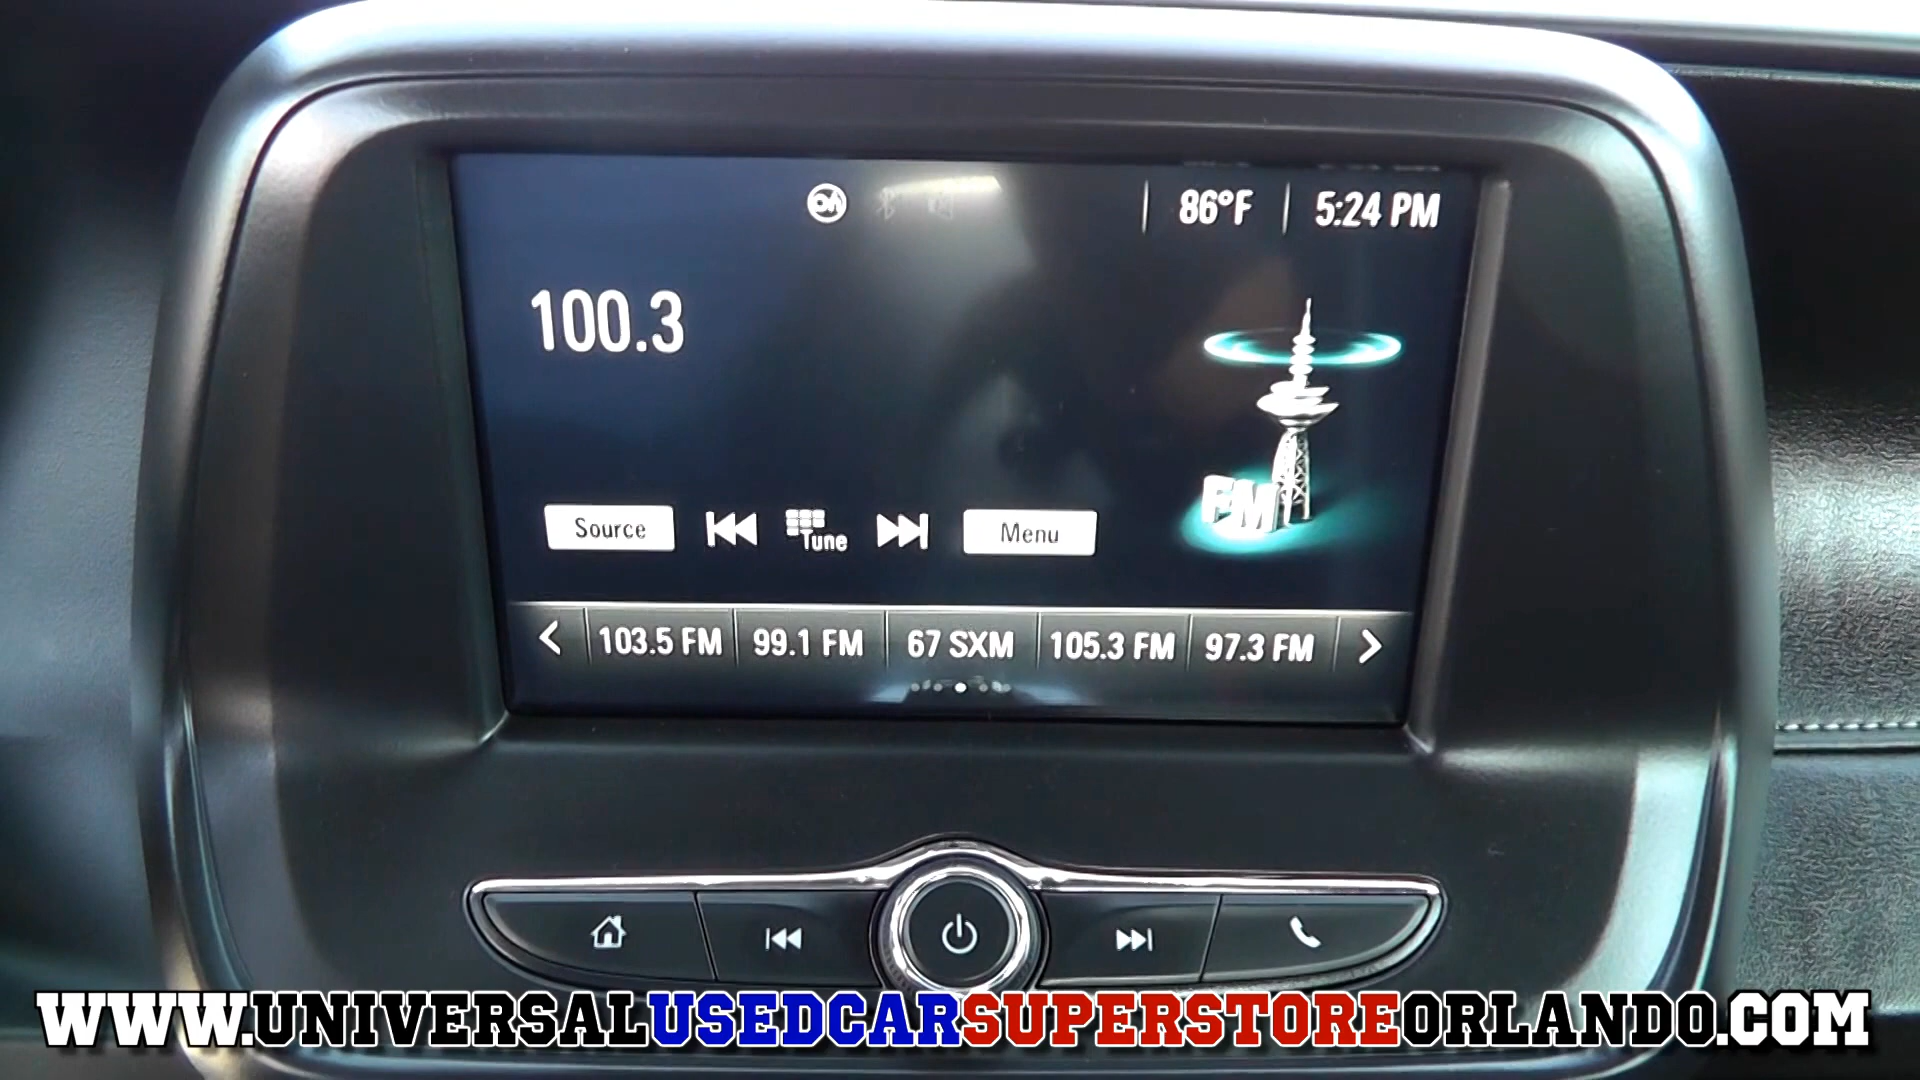 86°F 5:24 PM
100.3
FM
Source Tune Menu
103.5 FM 99.1 FM 67 SXM 105.3 FM 97.3 FM
WWW.UNIVERSALUSEDCARSUPERSTOREORLANDO.COM